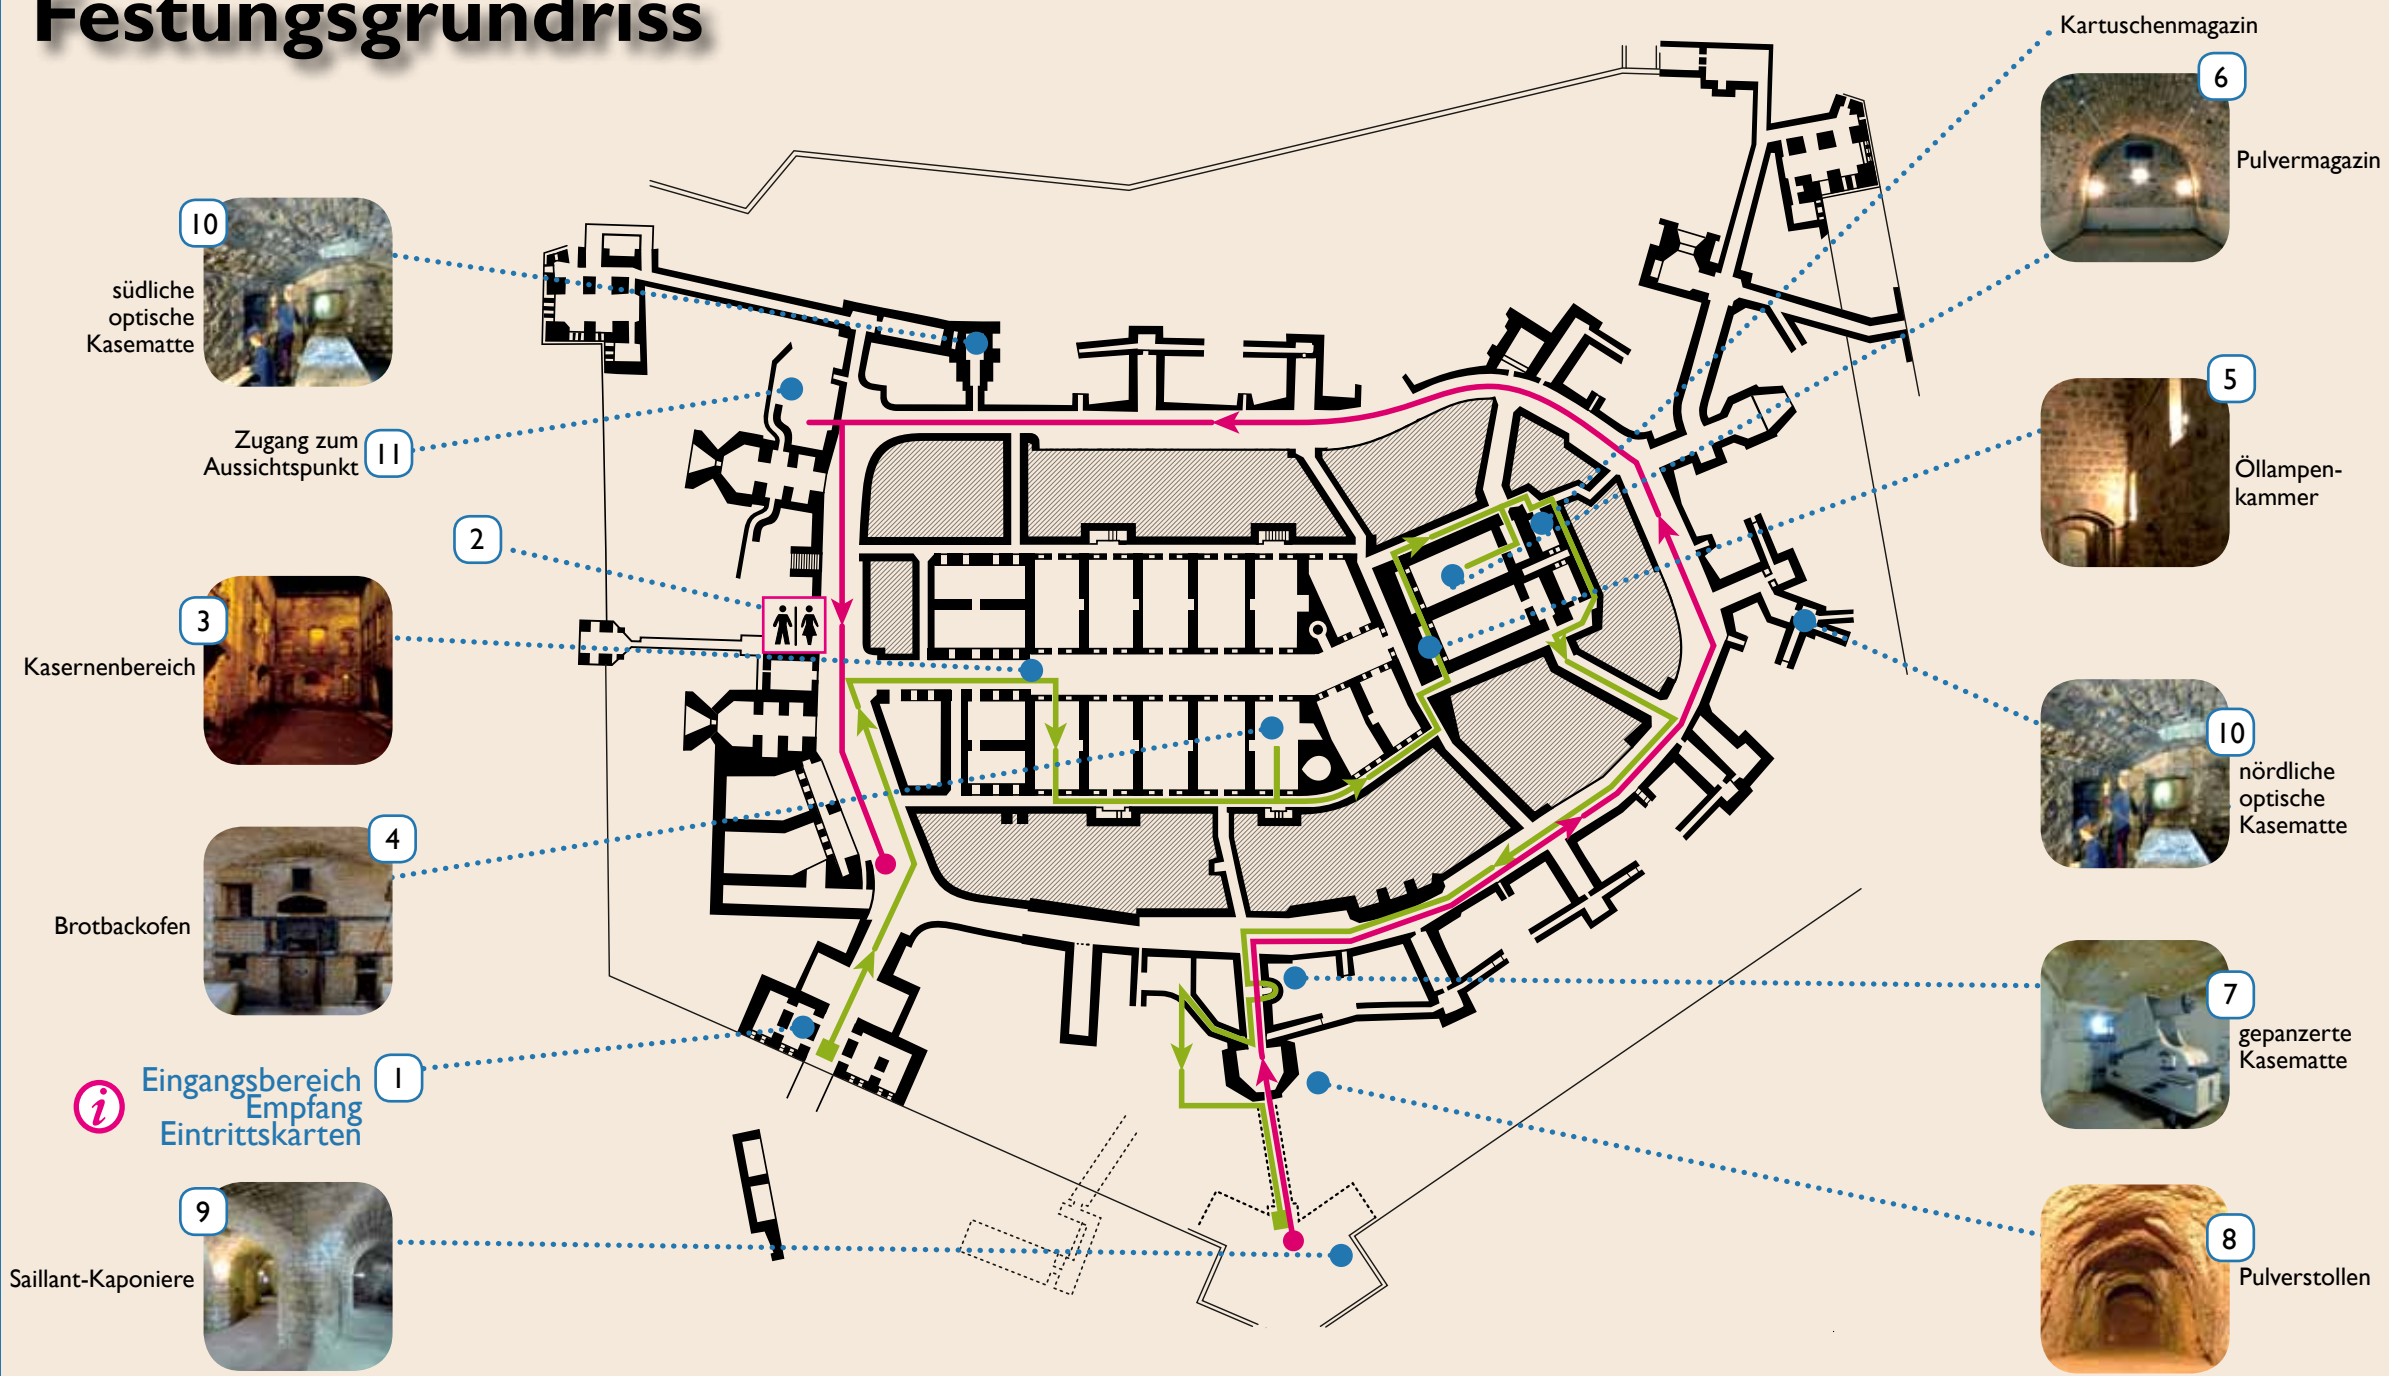 Festungsgrundriss
Kartuschenmagazin
6
Pulvermagazin
10
südliche
optische
Kasematte
5
Öllampen-
kammer
Zugang zum
Aussichtspunkt
11
2
3
Kasernenbereich
10
nördliche
optische
Kasematte
4
Brotbackofen
7
gepanzerte
Kasematte
i
Eingangsbereich
Empfang
Eintrittskarten
1
9
Saillant-Kaponiere
8
Pulverstollen